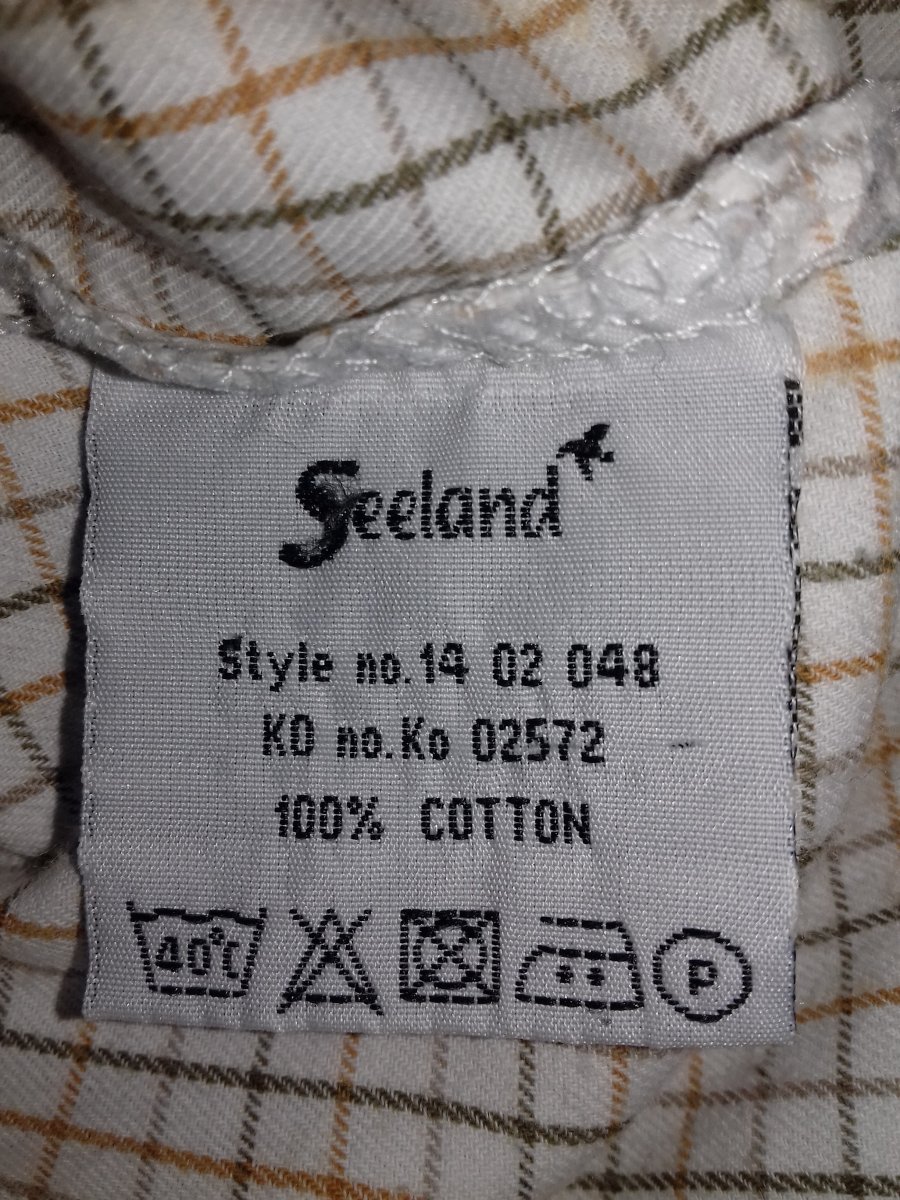 Seeland
Style no.14 02 048
KO no.Ko 02572
100% COTTON
40°C
P